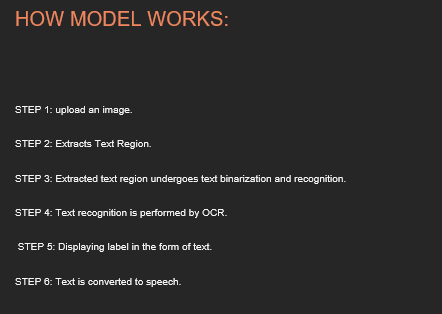 HOW MODEL WORKS:
STEP 1: upload an image.
STEP 2: Extracts Text Region.
STEP 3: Extracted text region undergoes text binarization and recognition.
STEP 4: Text recognition is performed by OCR.
STEP 5: Displaying label in the form of text.
STEP 6: Text is converted to speech.